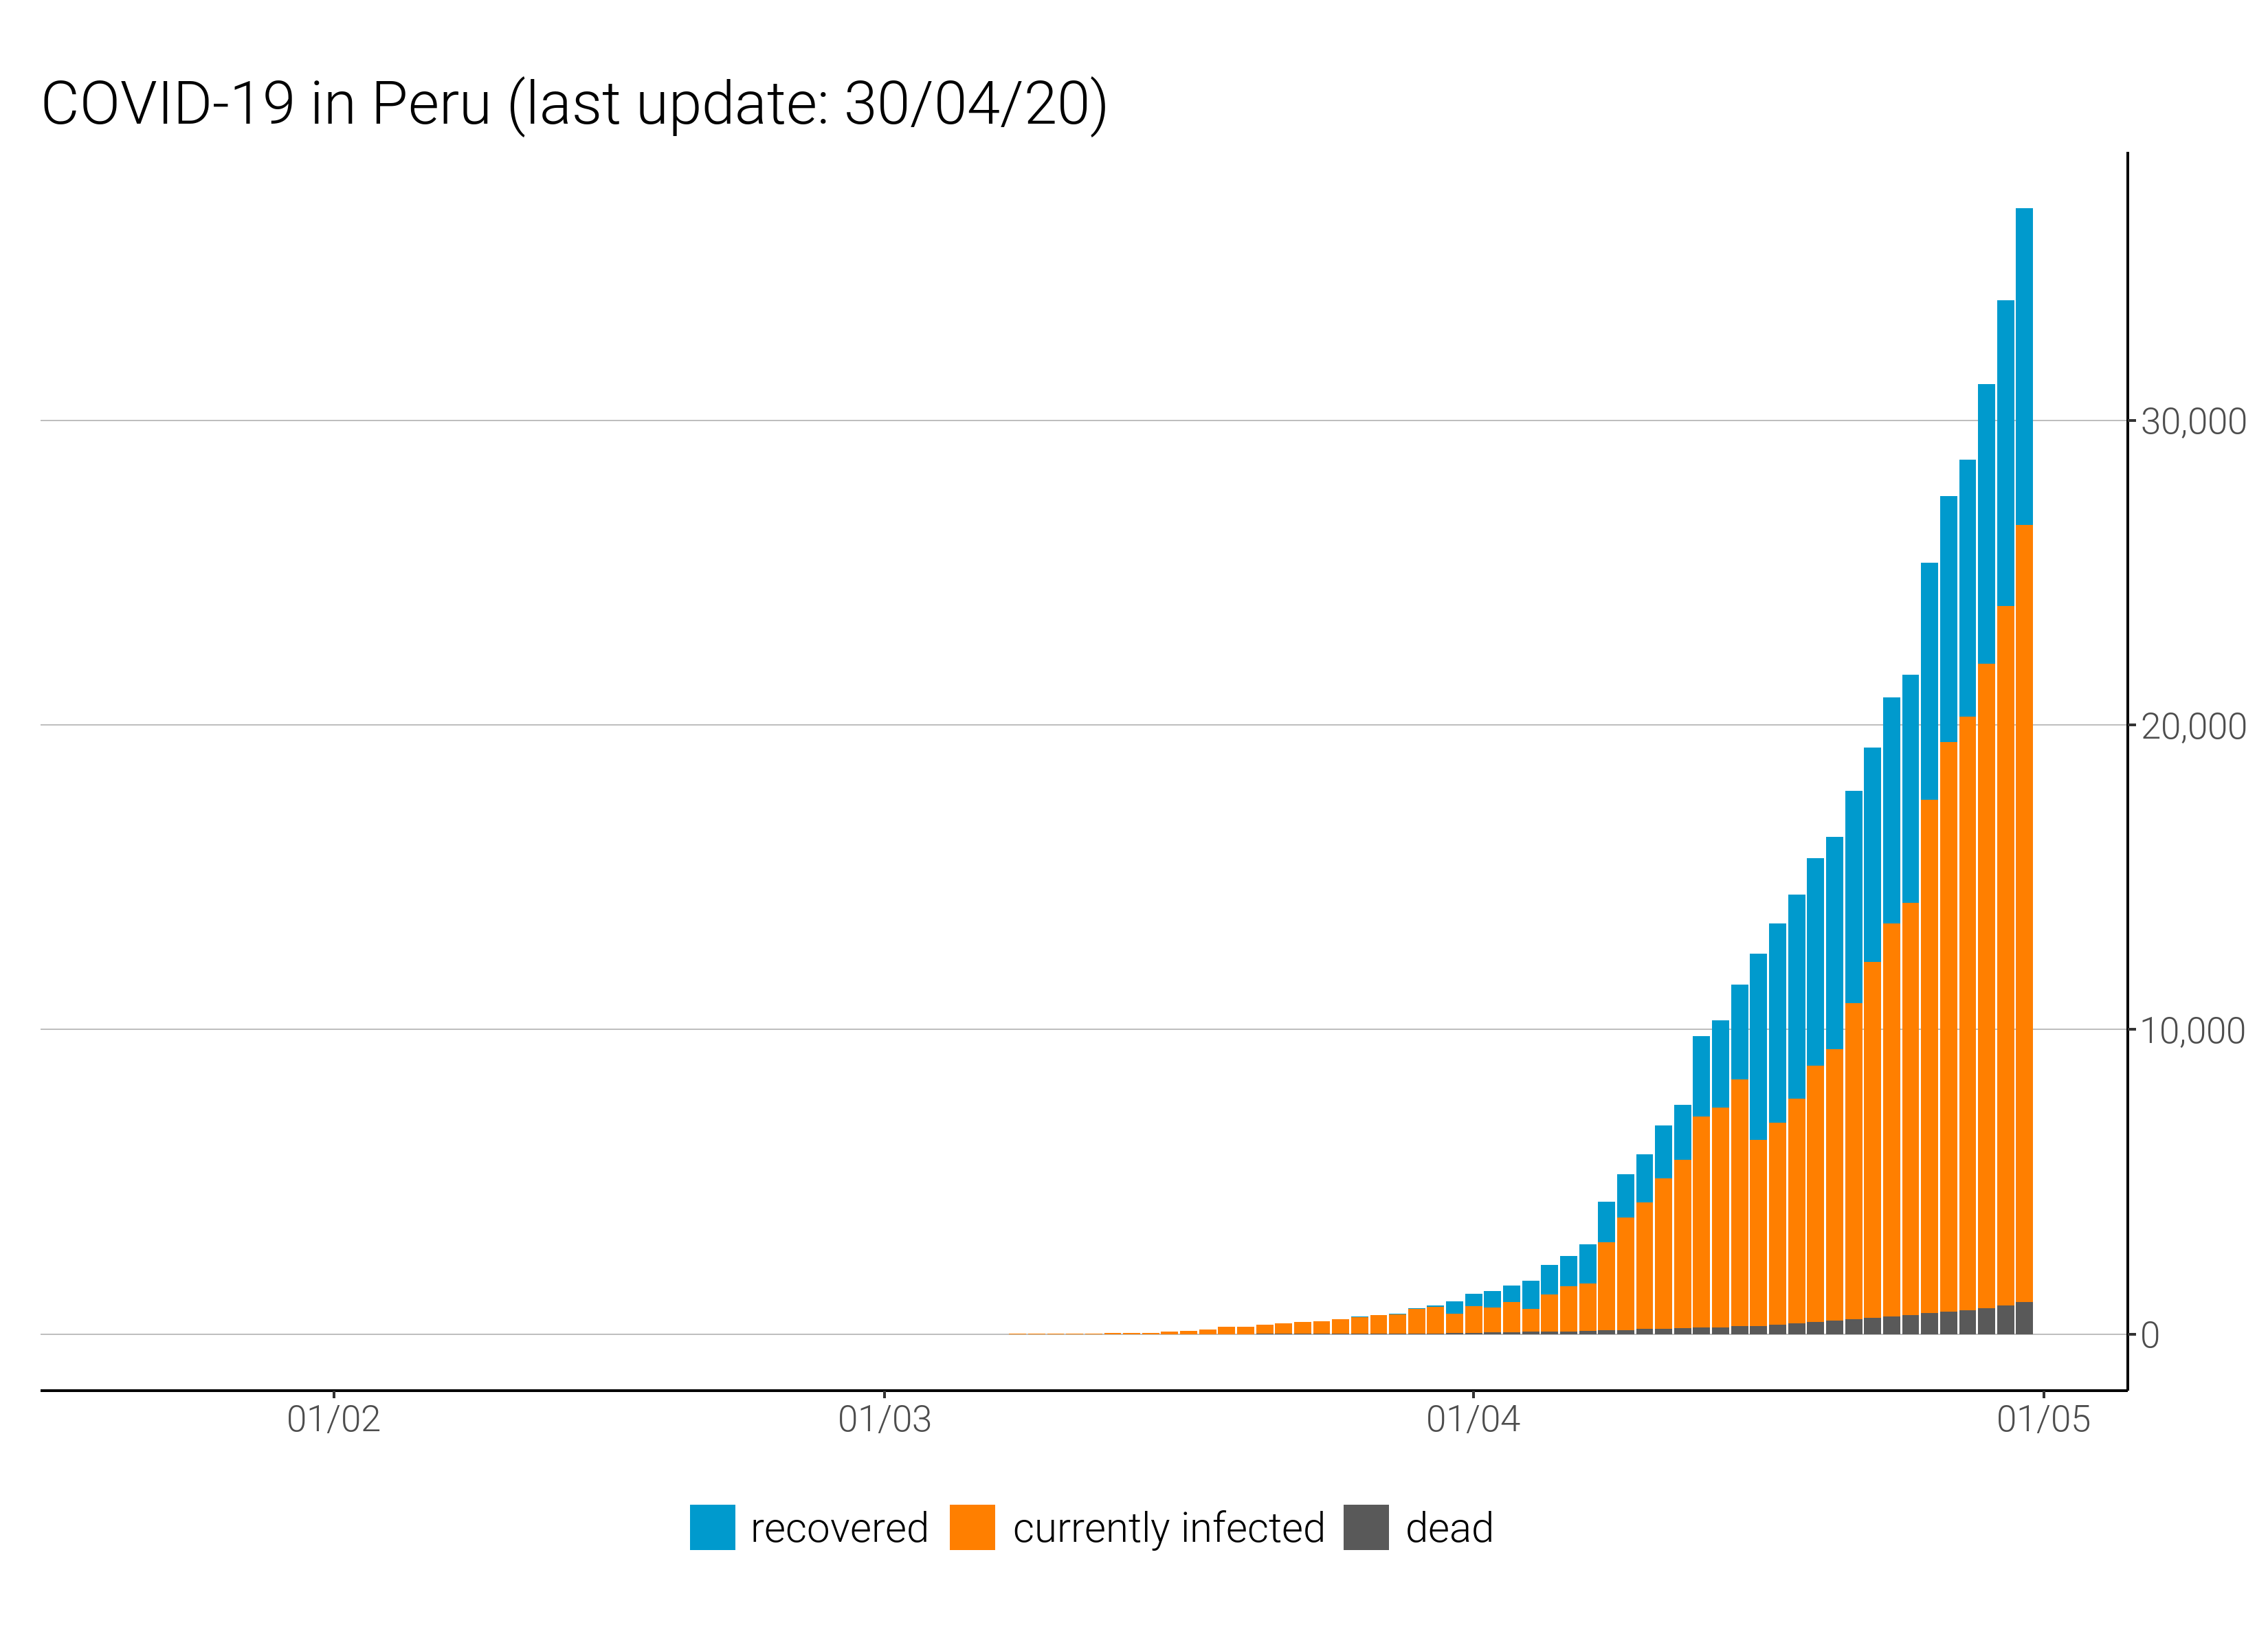 COVID-19 in Peru (last update: 30/04/20)
30,000
20,000
10,000
0
01/02 01/03 01/04 01/05
recovered currently infected dead